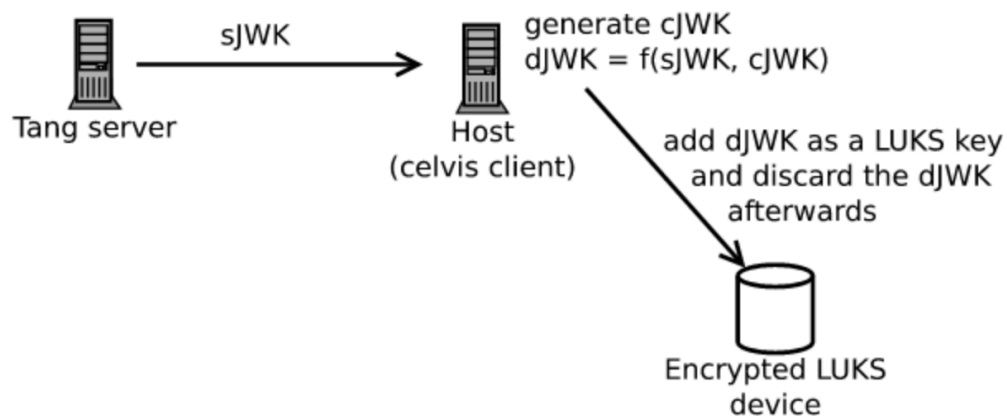 sJWK
generate cJWK
dJWK = f(sJWK, cJWK)
Tang server
Host
(celvis client)
add dJWK as a LUKS key
and discard the dJWK
afterwards
Encrypted LUKS
device